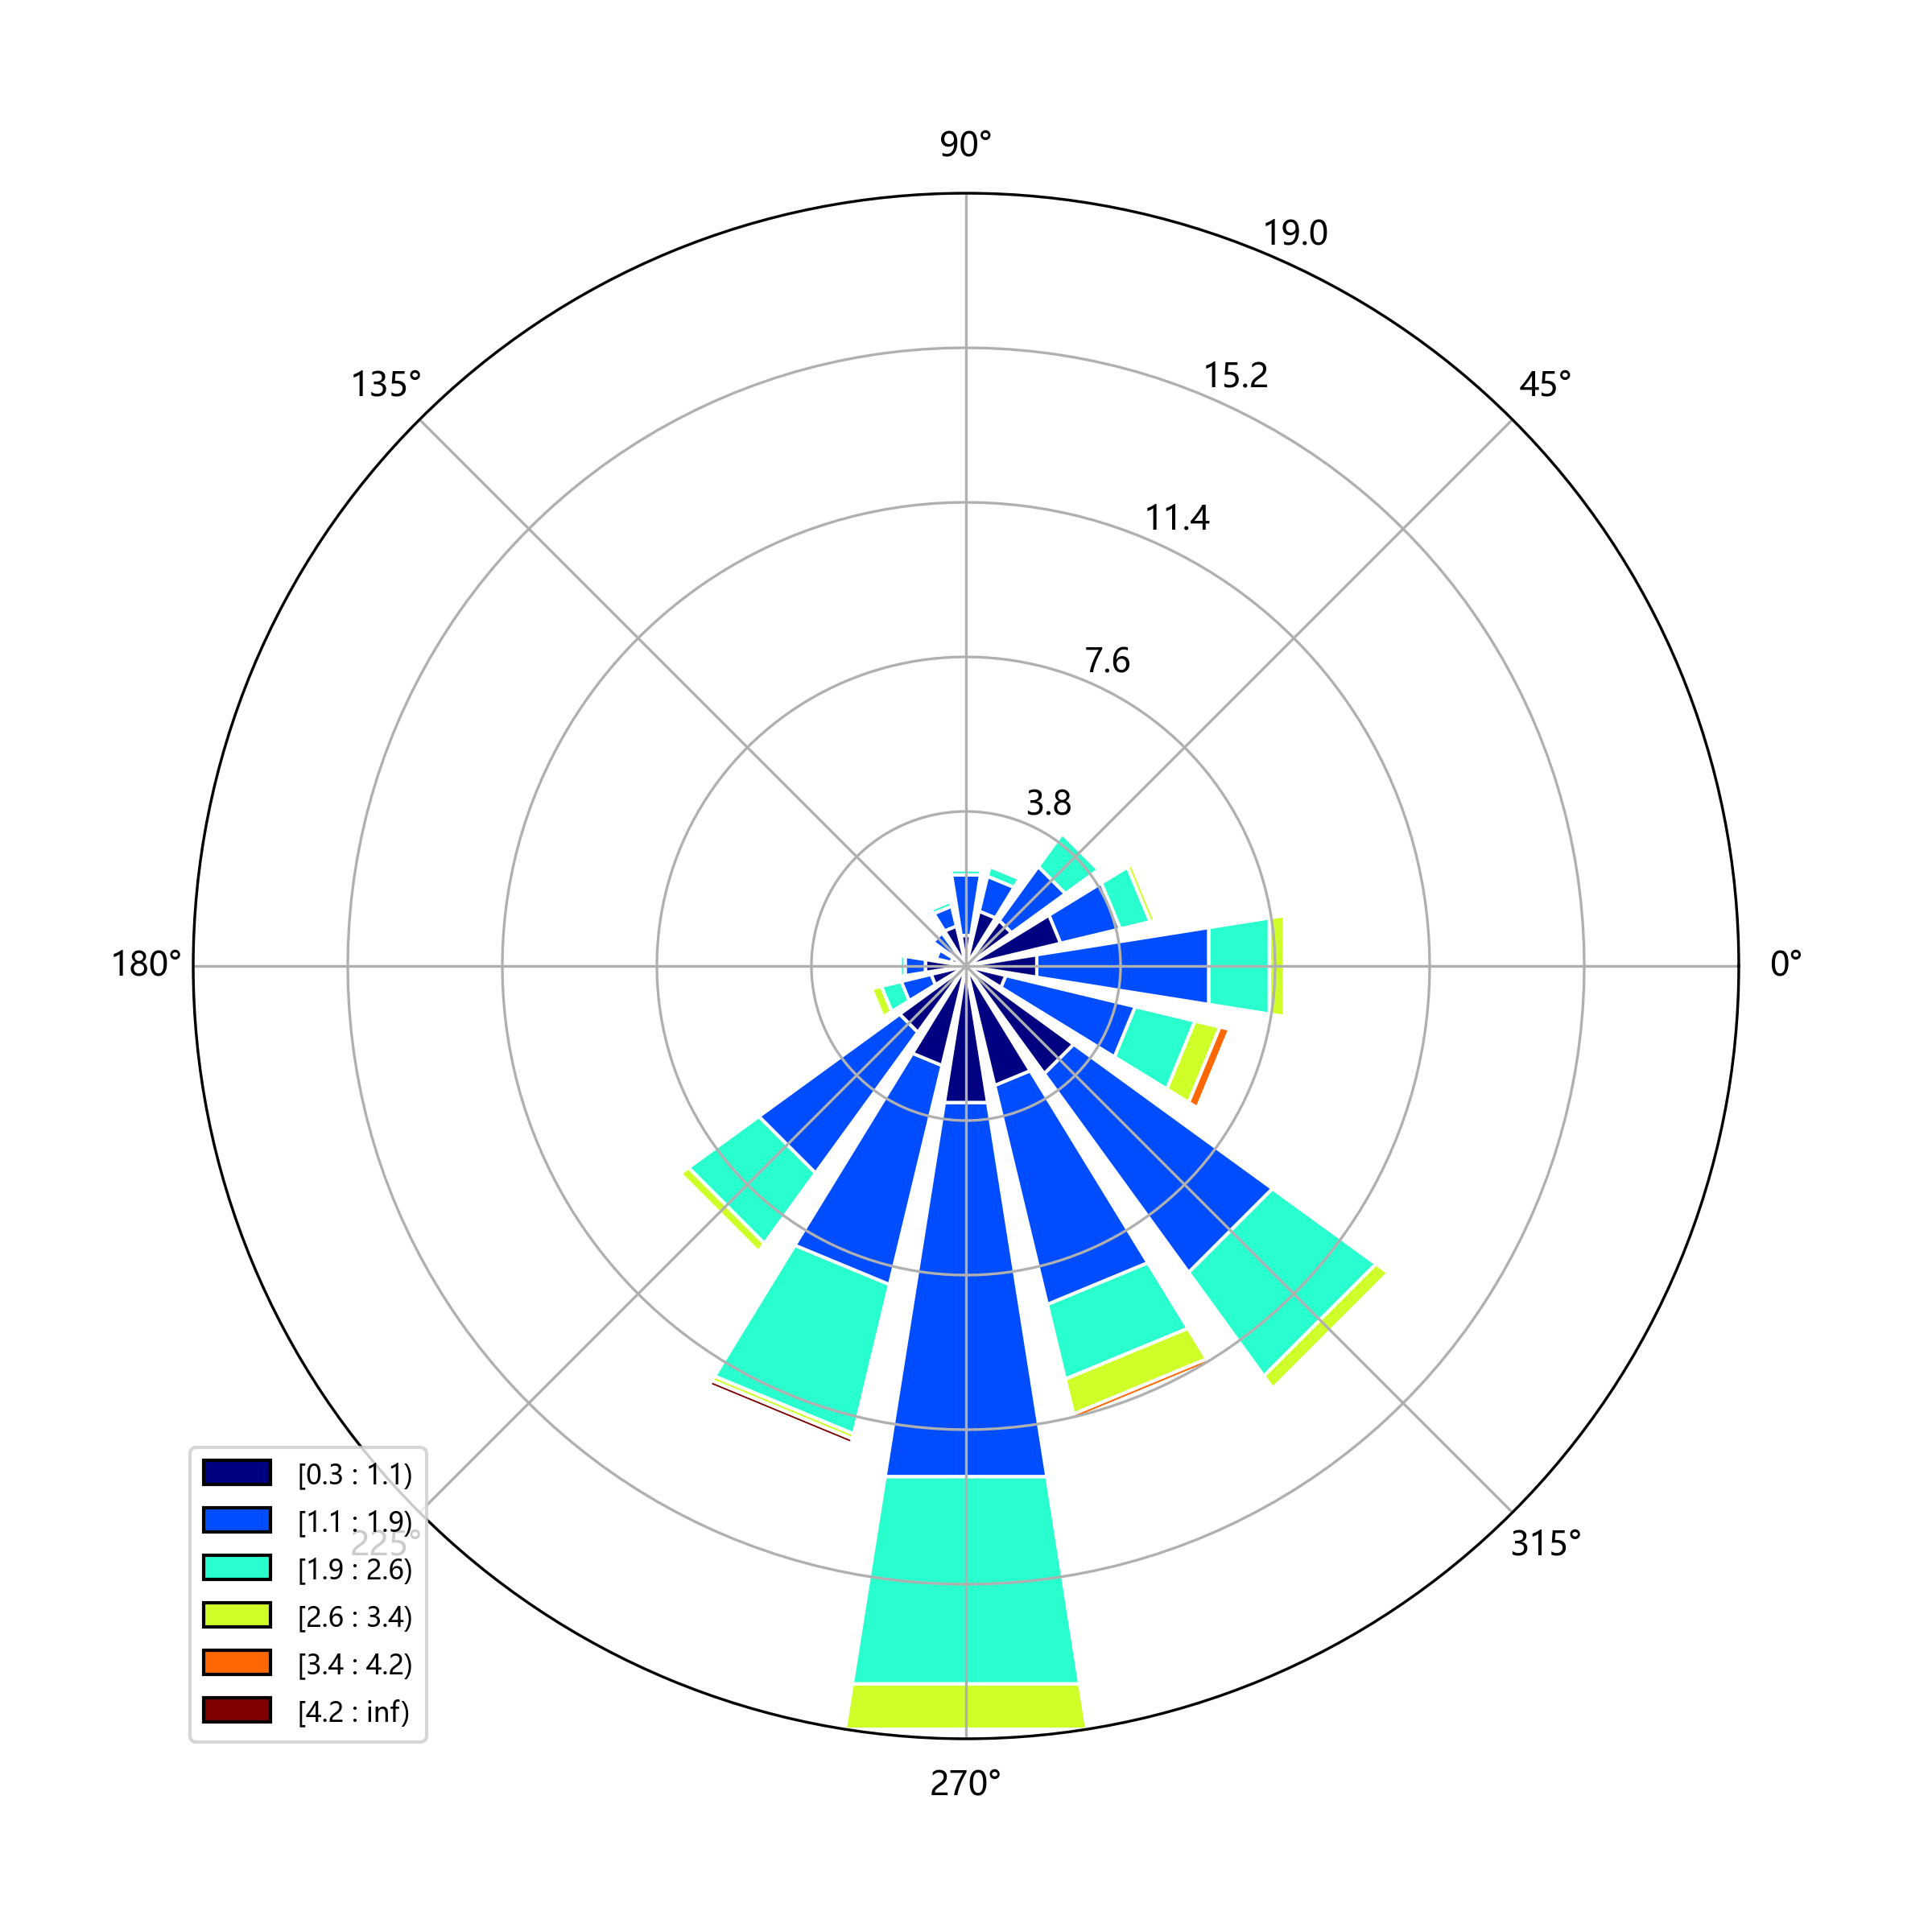 90°
19.0
135°
15.2
45°
11.4
7.6
3.8
180°
0°
[0.3 : 1.1)
[1.1 : 1.9)
225°
315°
[1.9 : 2.6)
[2.6 : 3.4)
[3.4 : 4.2)
[4.2 : inf)
270°